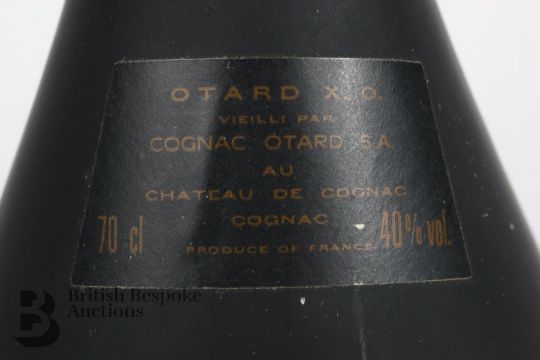 OTARD X.O.
VIEILLI PAR
COGNAC OTARD S.A.
AU
CHATEAU DE COGNAC
COGNAC
70 cl
40% vol.
PRODUCE OF FRANCE
B
British Bespoke
Auctions